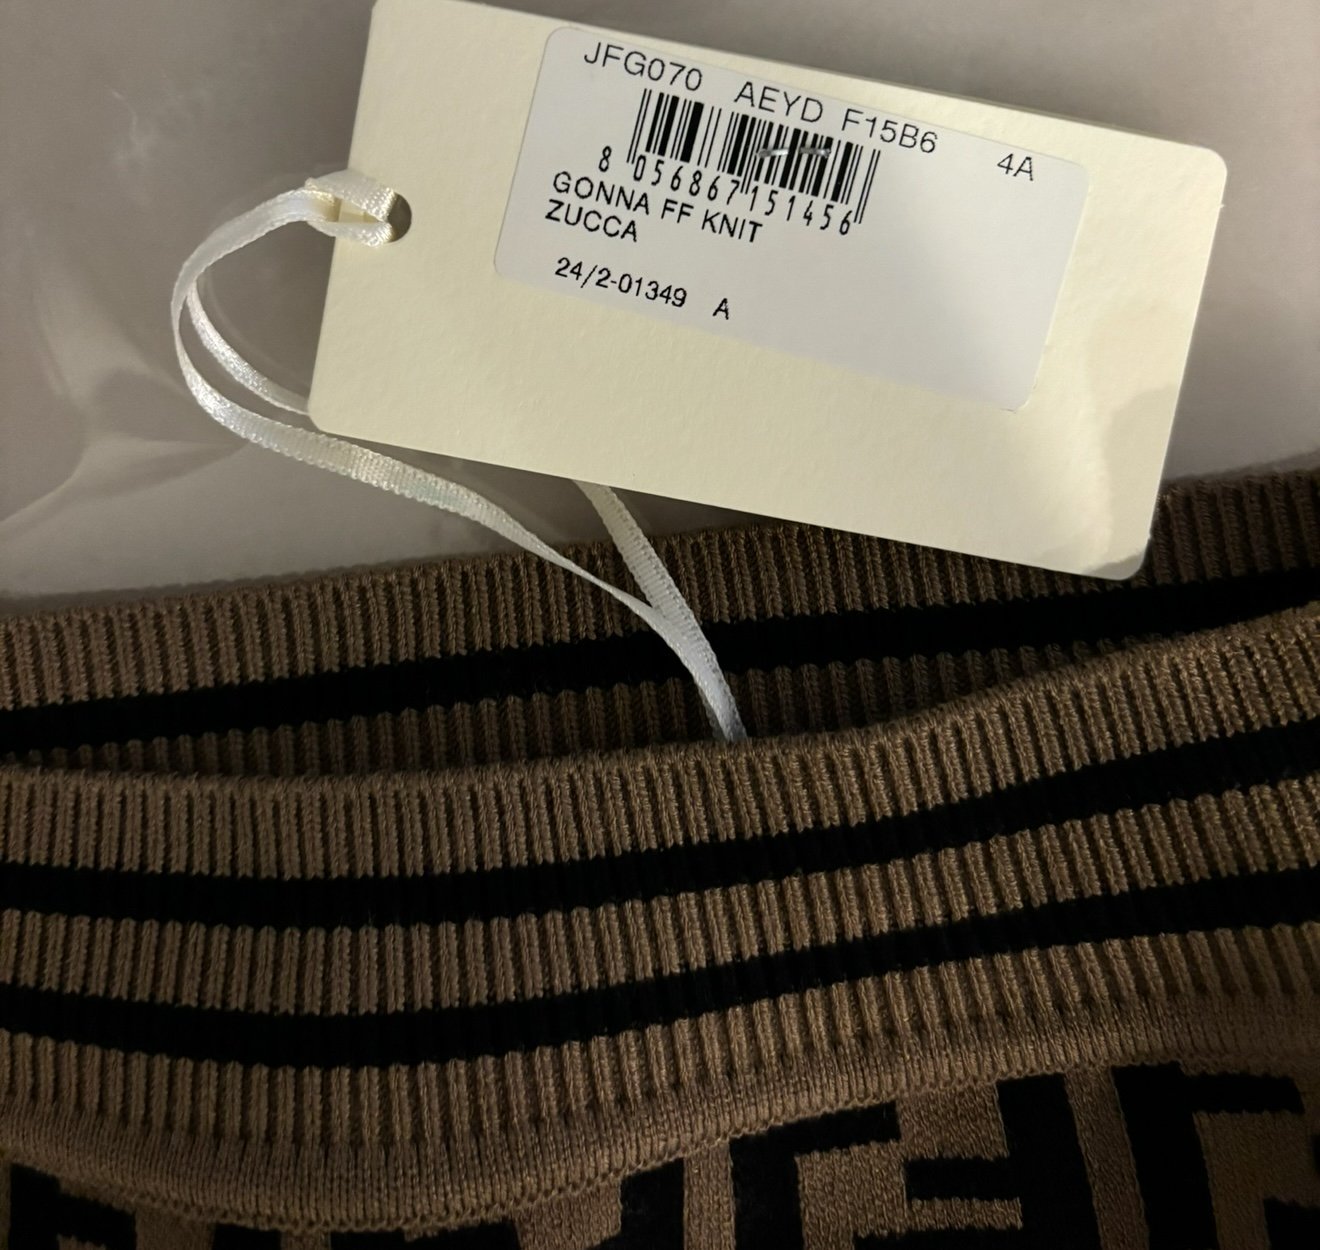 JFG070 AEYD F15B6 4A
8 056867 151456
GONNA FF KNIT
ZUCCA
24/2-01349 A